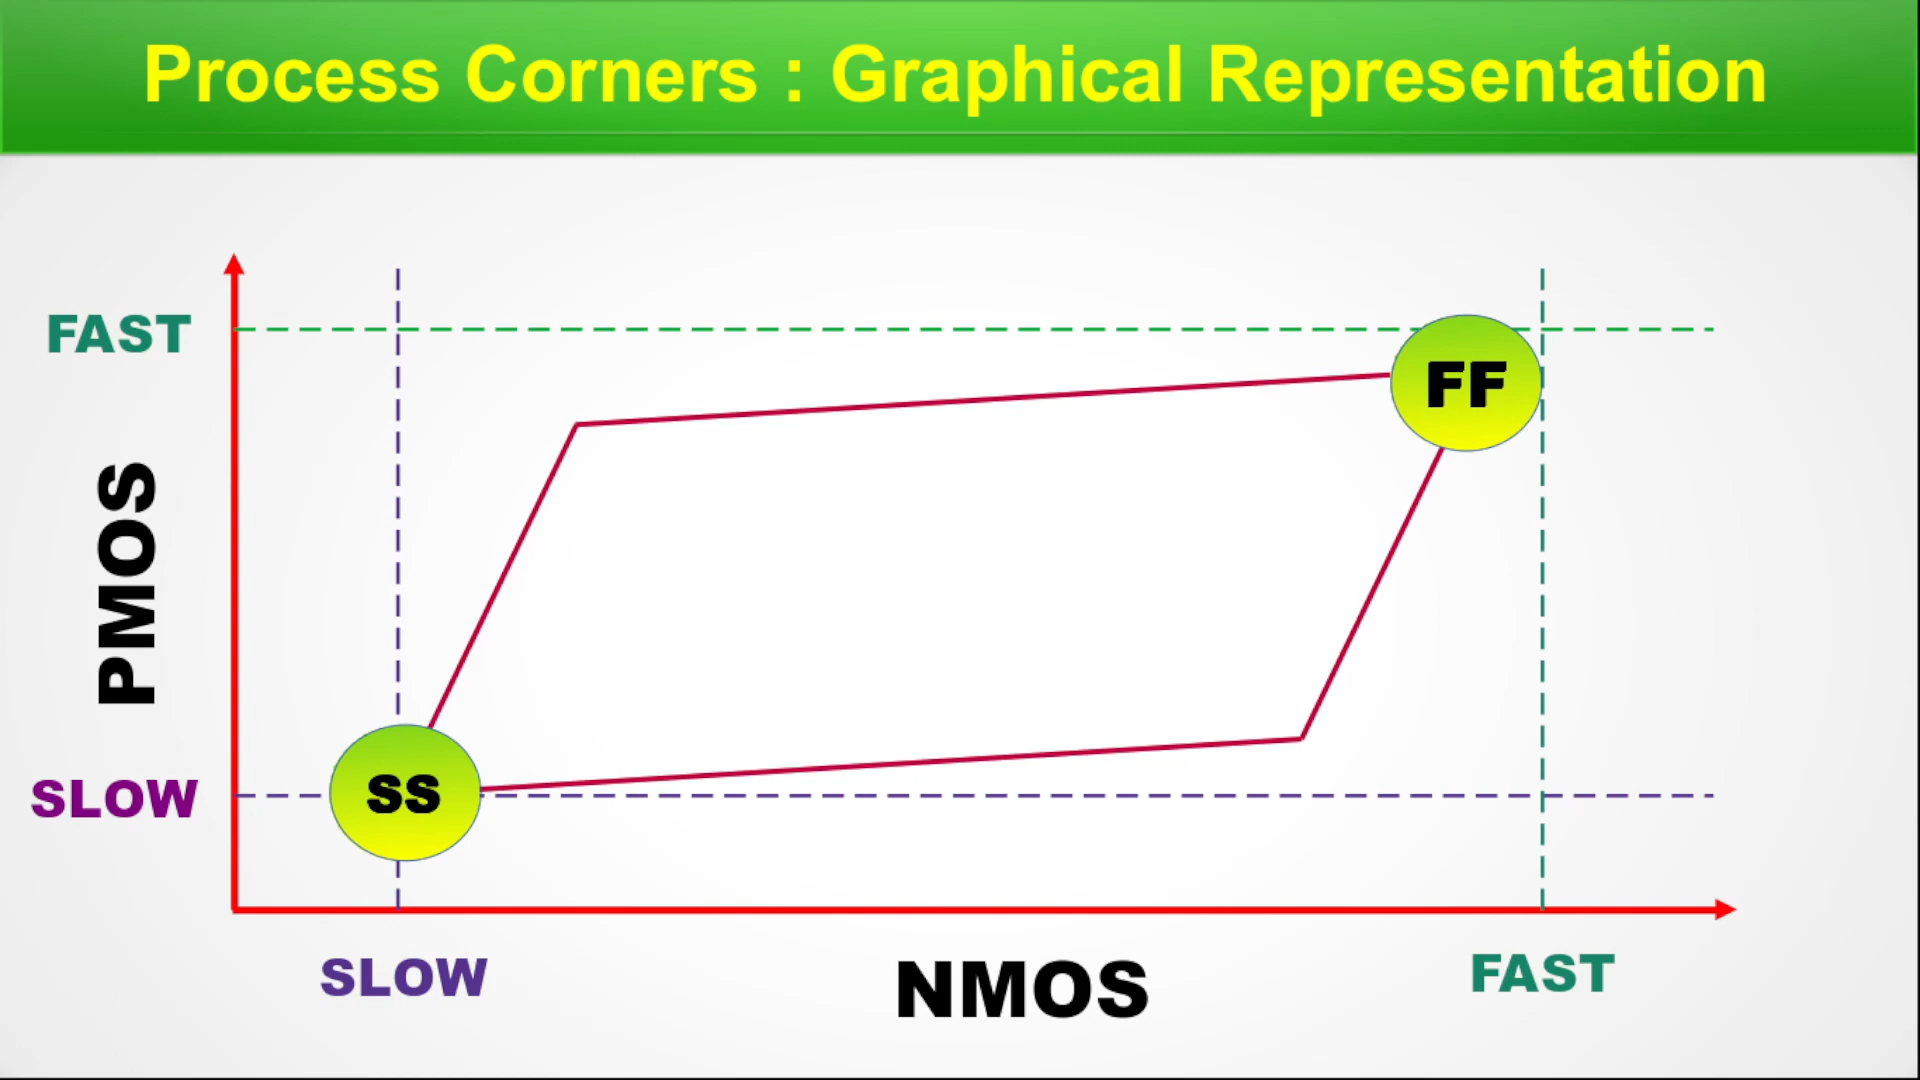 Process Corners : Graphical Representation
FAST
FF
PMOS
SS
SLOW
SLOW
NMOS
FAST